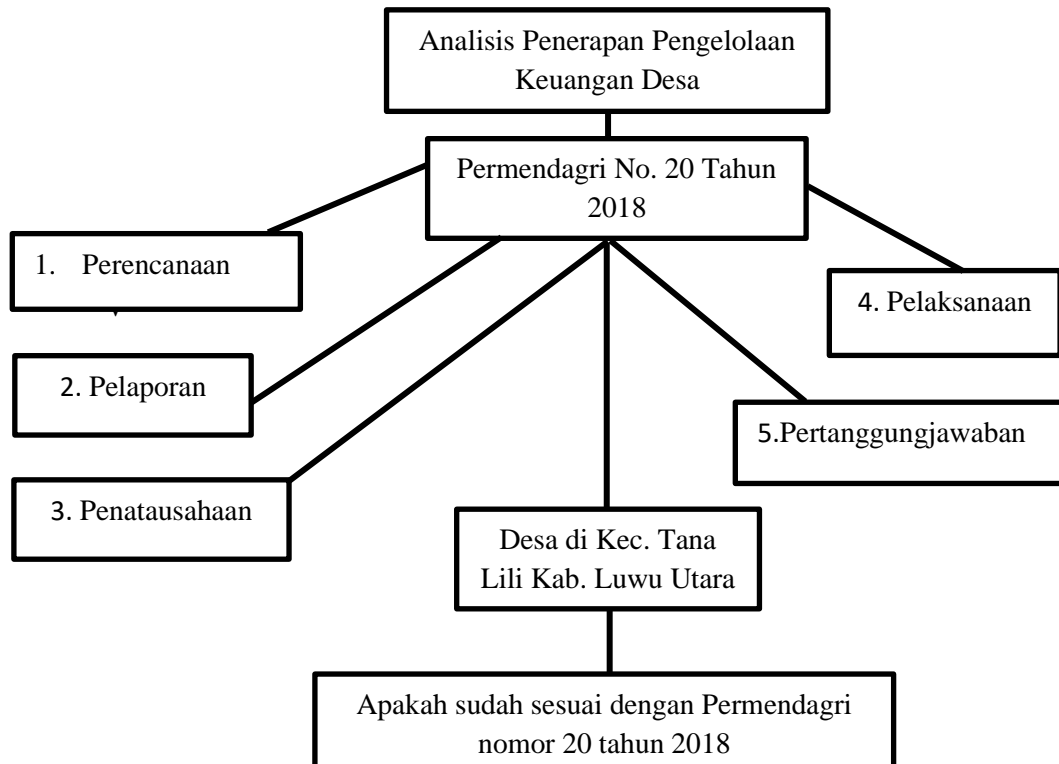 Analisis Penerapan Pengelolaan
Keuangan Desa
Permendagri No. 20 Tahun
2018
1. Perencanaan
2. Pelaporan
3. Penatausahaan
4. Pelaksanaan
5.Pertanggungjawaban
Desa di Kec. Tana
Lili Kab. Luwu Utara
Apakah sudah sesuai dengan Permendagri
nomor 20 tahun 2018